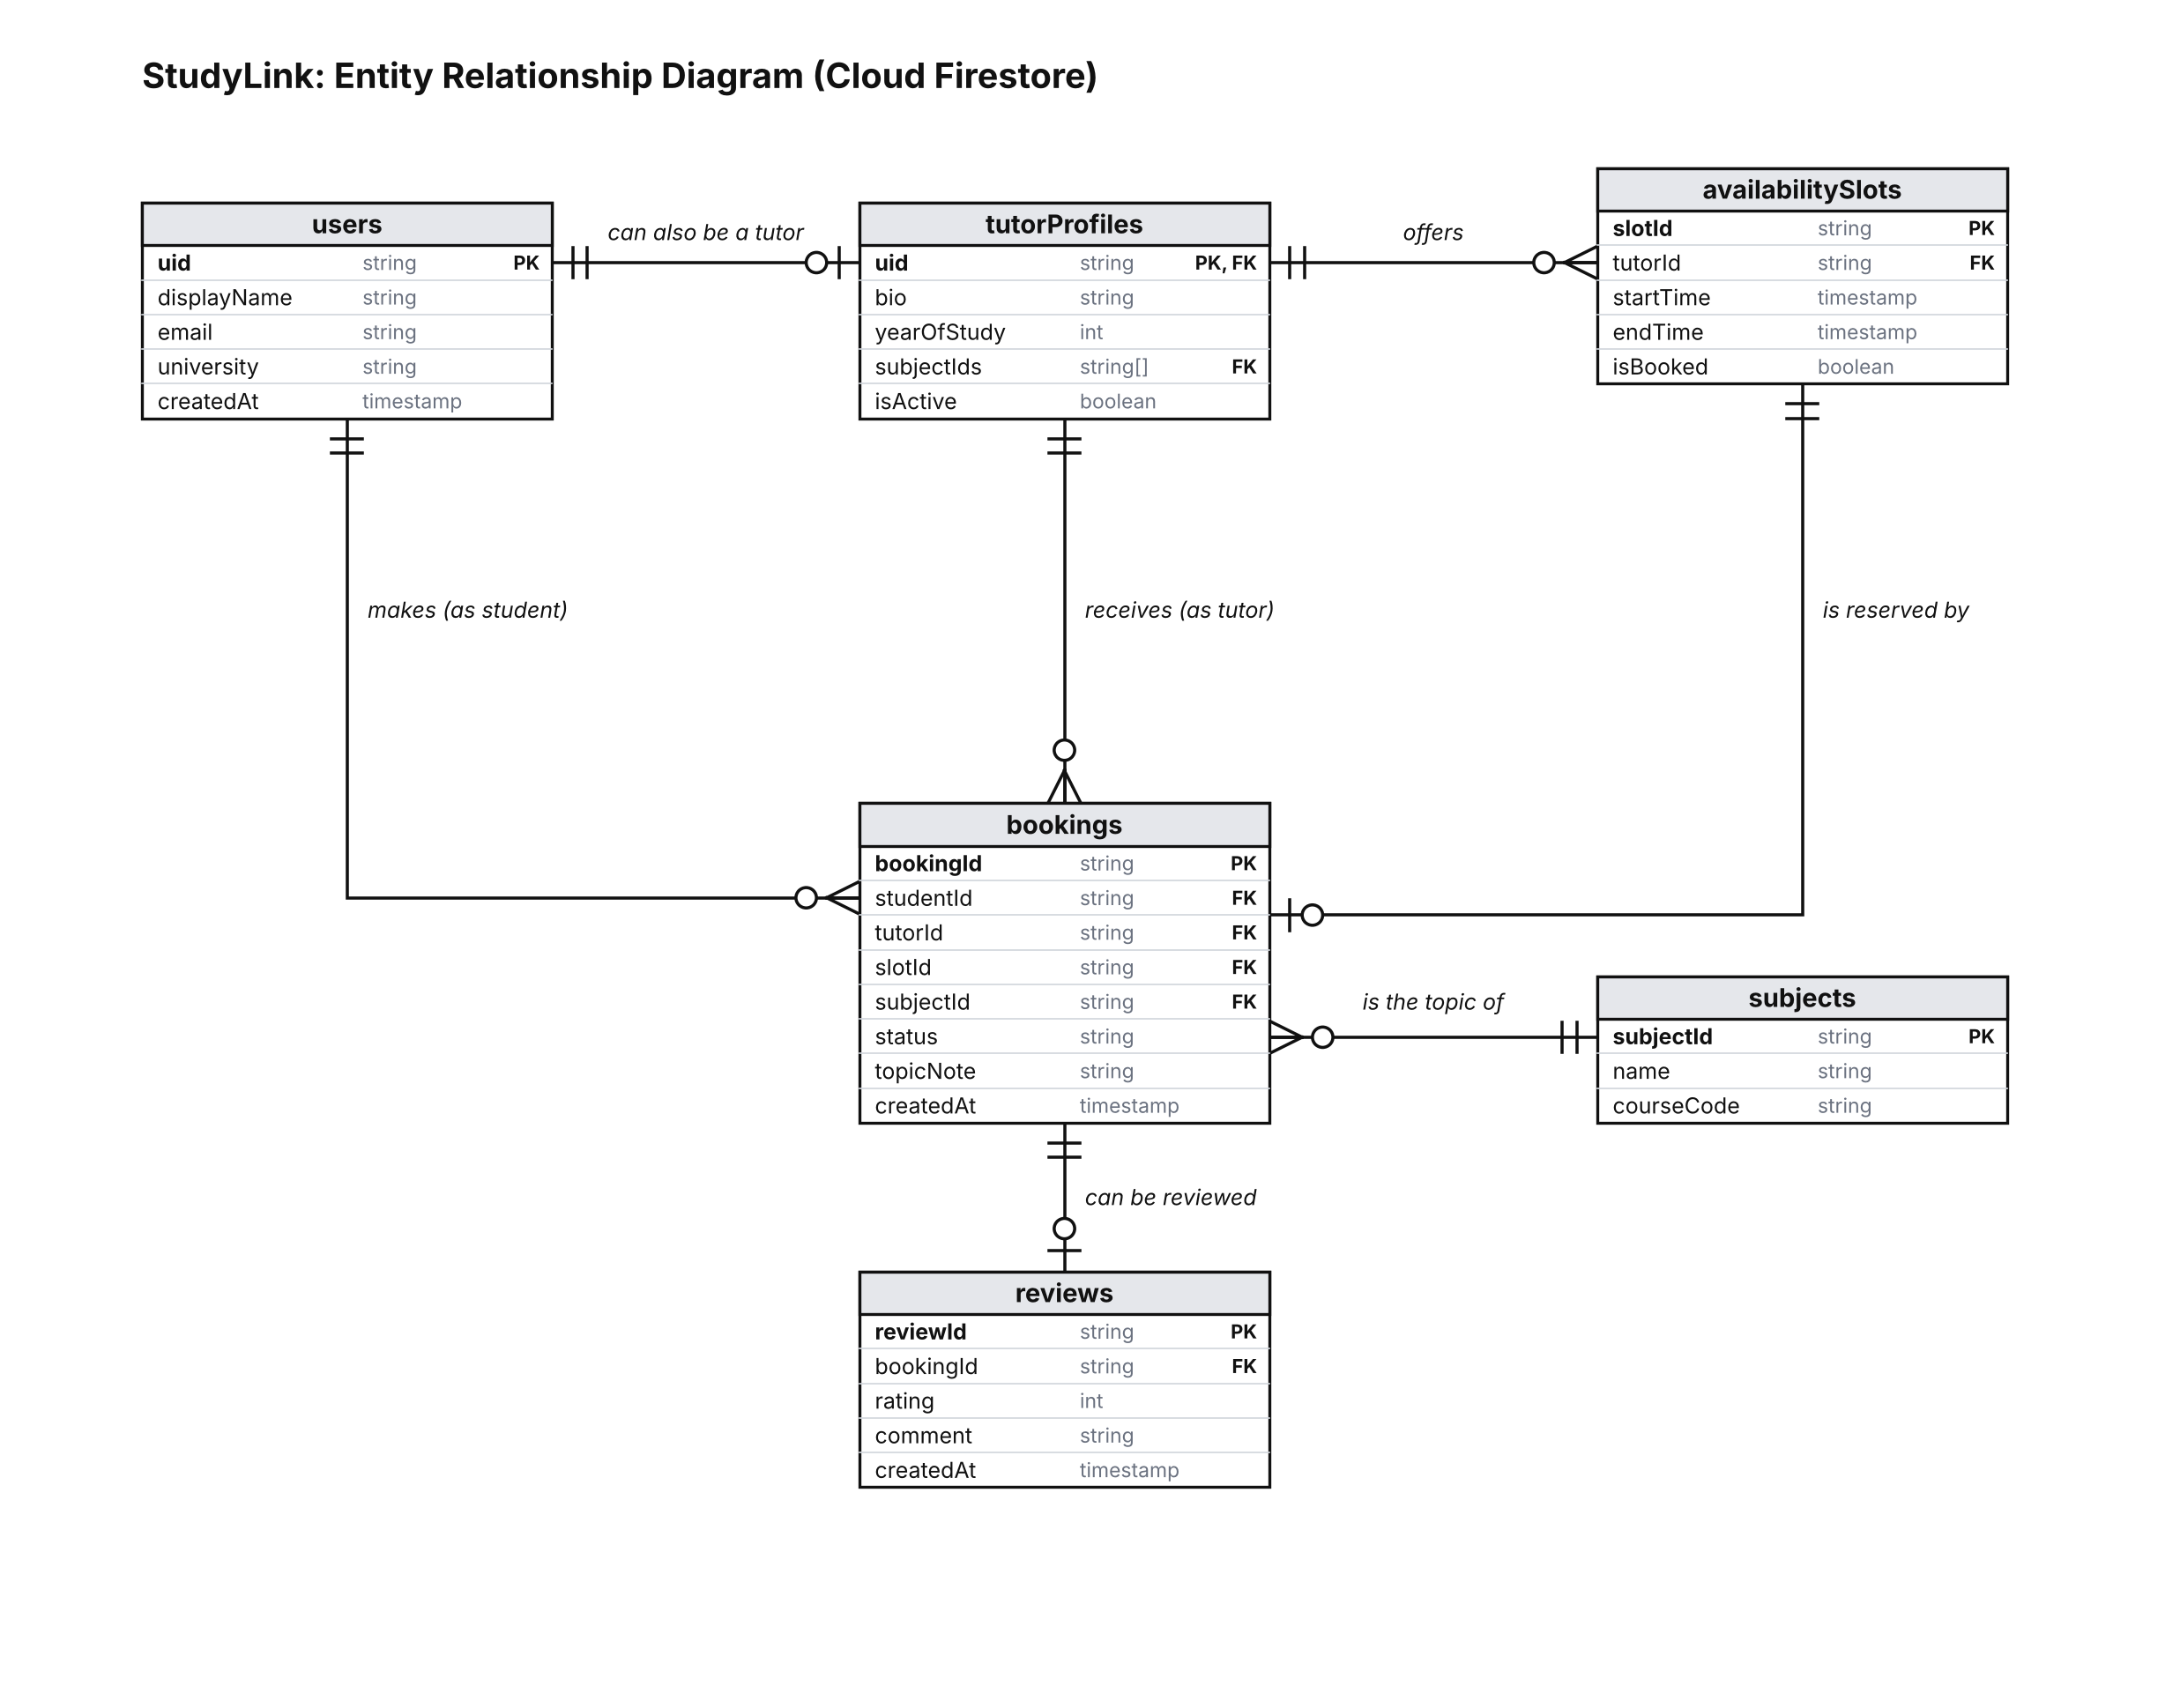 StudyLink: Entity Relationship Diagram (Cloud Firestore)
users
uid string PK
displayName string
email string
university string
createdAt timestamp
can also be a tutor
tutorProfiles
uid string PK, FK
bio string
yearOfStudy int
subjectIds string[] FK
isActive boolean
offers
availabilitySlots
slotId string PK
tutorId string FK
startTime timestamp
endTime timestamp
isBooked boolean
makes (as student)
receives (as tutor)
is reserved by
bookings
bookingId string PK
studentId string FK
tutorId string FK
slotId string FK
subjectId string FK
status string
topicNote string
createdAt timestamp
is the topic of
subjects
subjectId string PK
name string
courseCode string
can be reviewed
reviews
reviewId string PK
bookingId string FK
rating int
comment string
createdAt timestamp